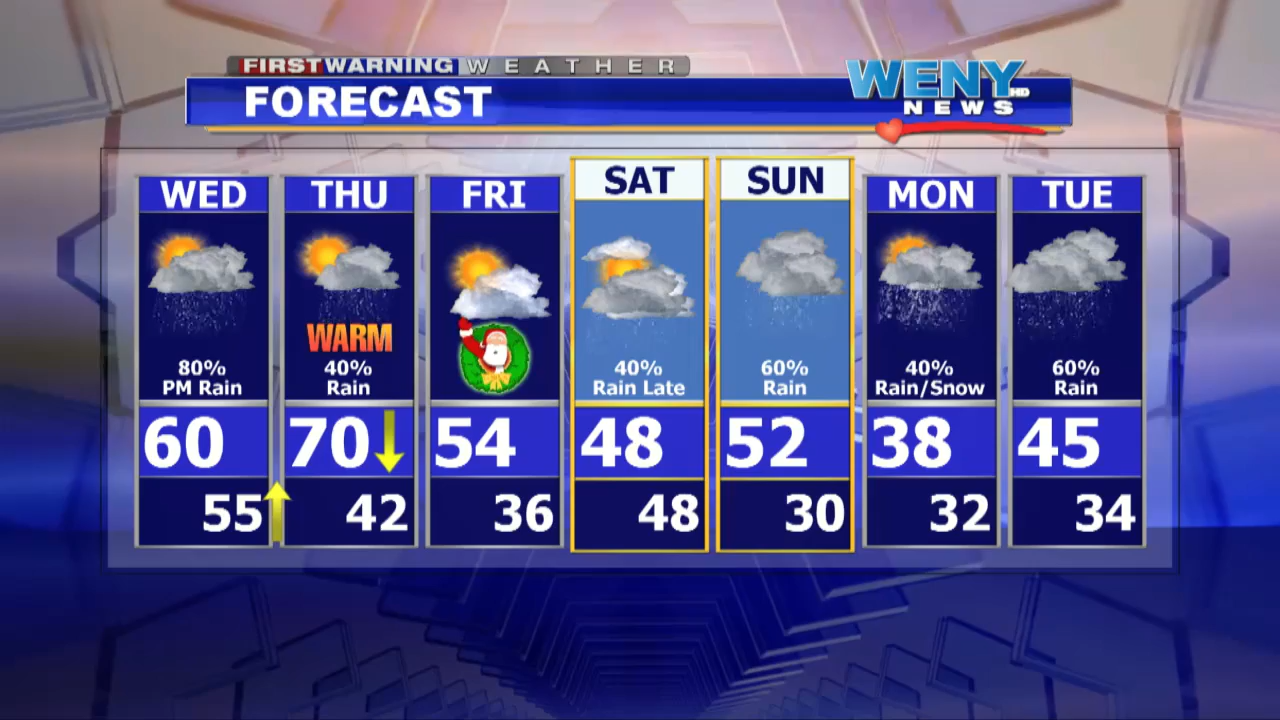 FIRSTWARNING WEATHER
FORECAST
WENY HD
NEWS
WED
80%
PM Rain
60
55
THU
WARM
40%
Rain
70
42
FRI
54
36
SAT
40%
Rain Late
48
48
SUN
60%
Rain
52
30
MON
40%
Rain/Snow
38
32
TUE
60%
Rain
45
34